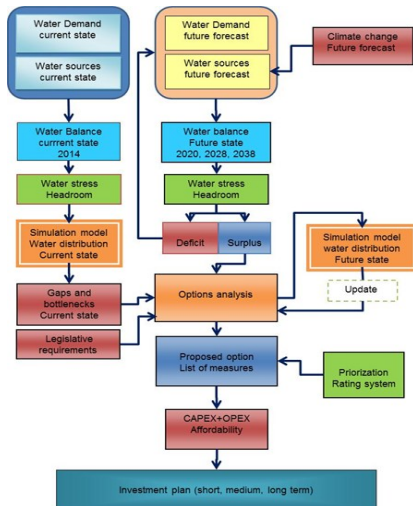 Water Demand
current state
Water sources
current state
Water Demand
future forecast
Water sources
future forecast
Climate change
Future forecast
Water Balance
currrent state
2014
Water balance
Future state
2020, 2028, 2038
Water stress
Headroom
Water stress
Headroom
Deficit
Surplus
Simulation model
Water distribution
Current state
Simulation model
water distribution
Future state
Update
Gaps and
bottlenecks
Current state
Options analysis
Legislative
requirements
Proposed option
List of measures
Priorization
Rating system
CAPEX+OPEX
Affordability
Investment plan (short, medium, long term)